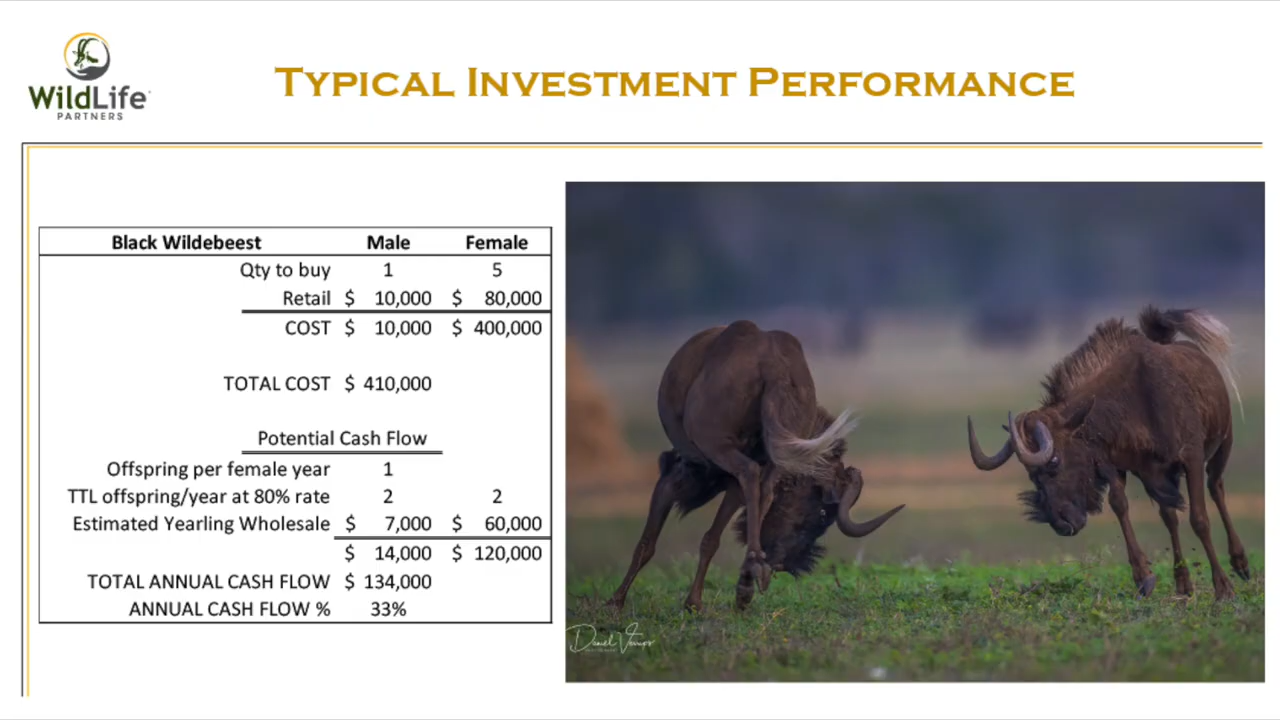 WildLife
PARTNERS
TYPICAL INVESTMENT PERFORMANCE
Black Wildebeest Male Female
Qty to buy 1 5
Retail $ 10,000 $ 80,000
COST $ 10,000 $ 400,000
TOTAL COST $ 410,000
Potential Cash Flow
Offspring per female year 1
TTL offspring/year at 80% rate 2 2
Estimated Yearling Wholesale $ 7,000 $ 60,000
$ 14,000 $ 120,000
TOTAL ANNUAL CASH FLOW $ 134,000
ANNUAL CASH FLOW % 33%